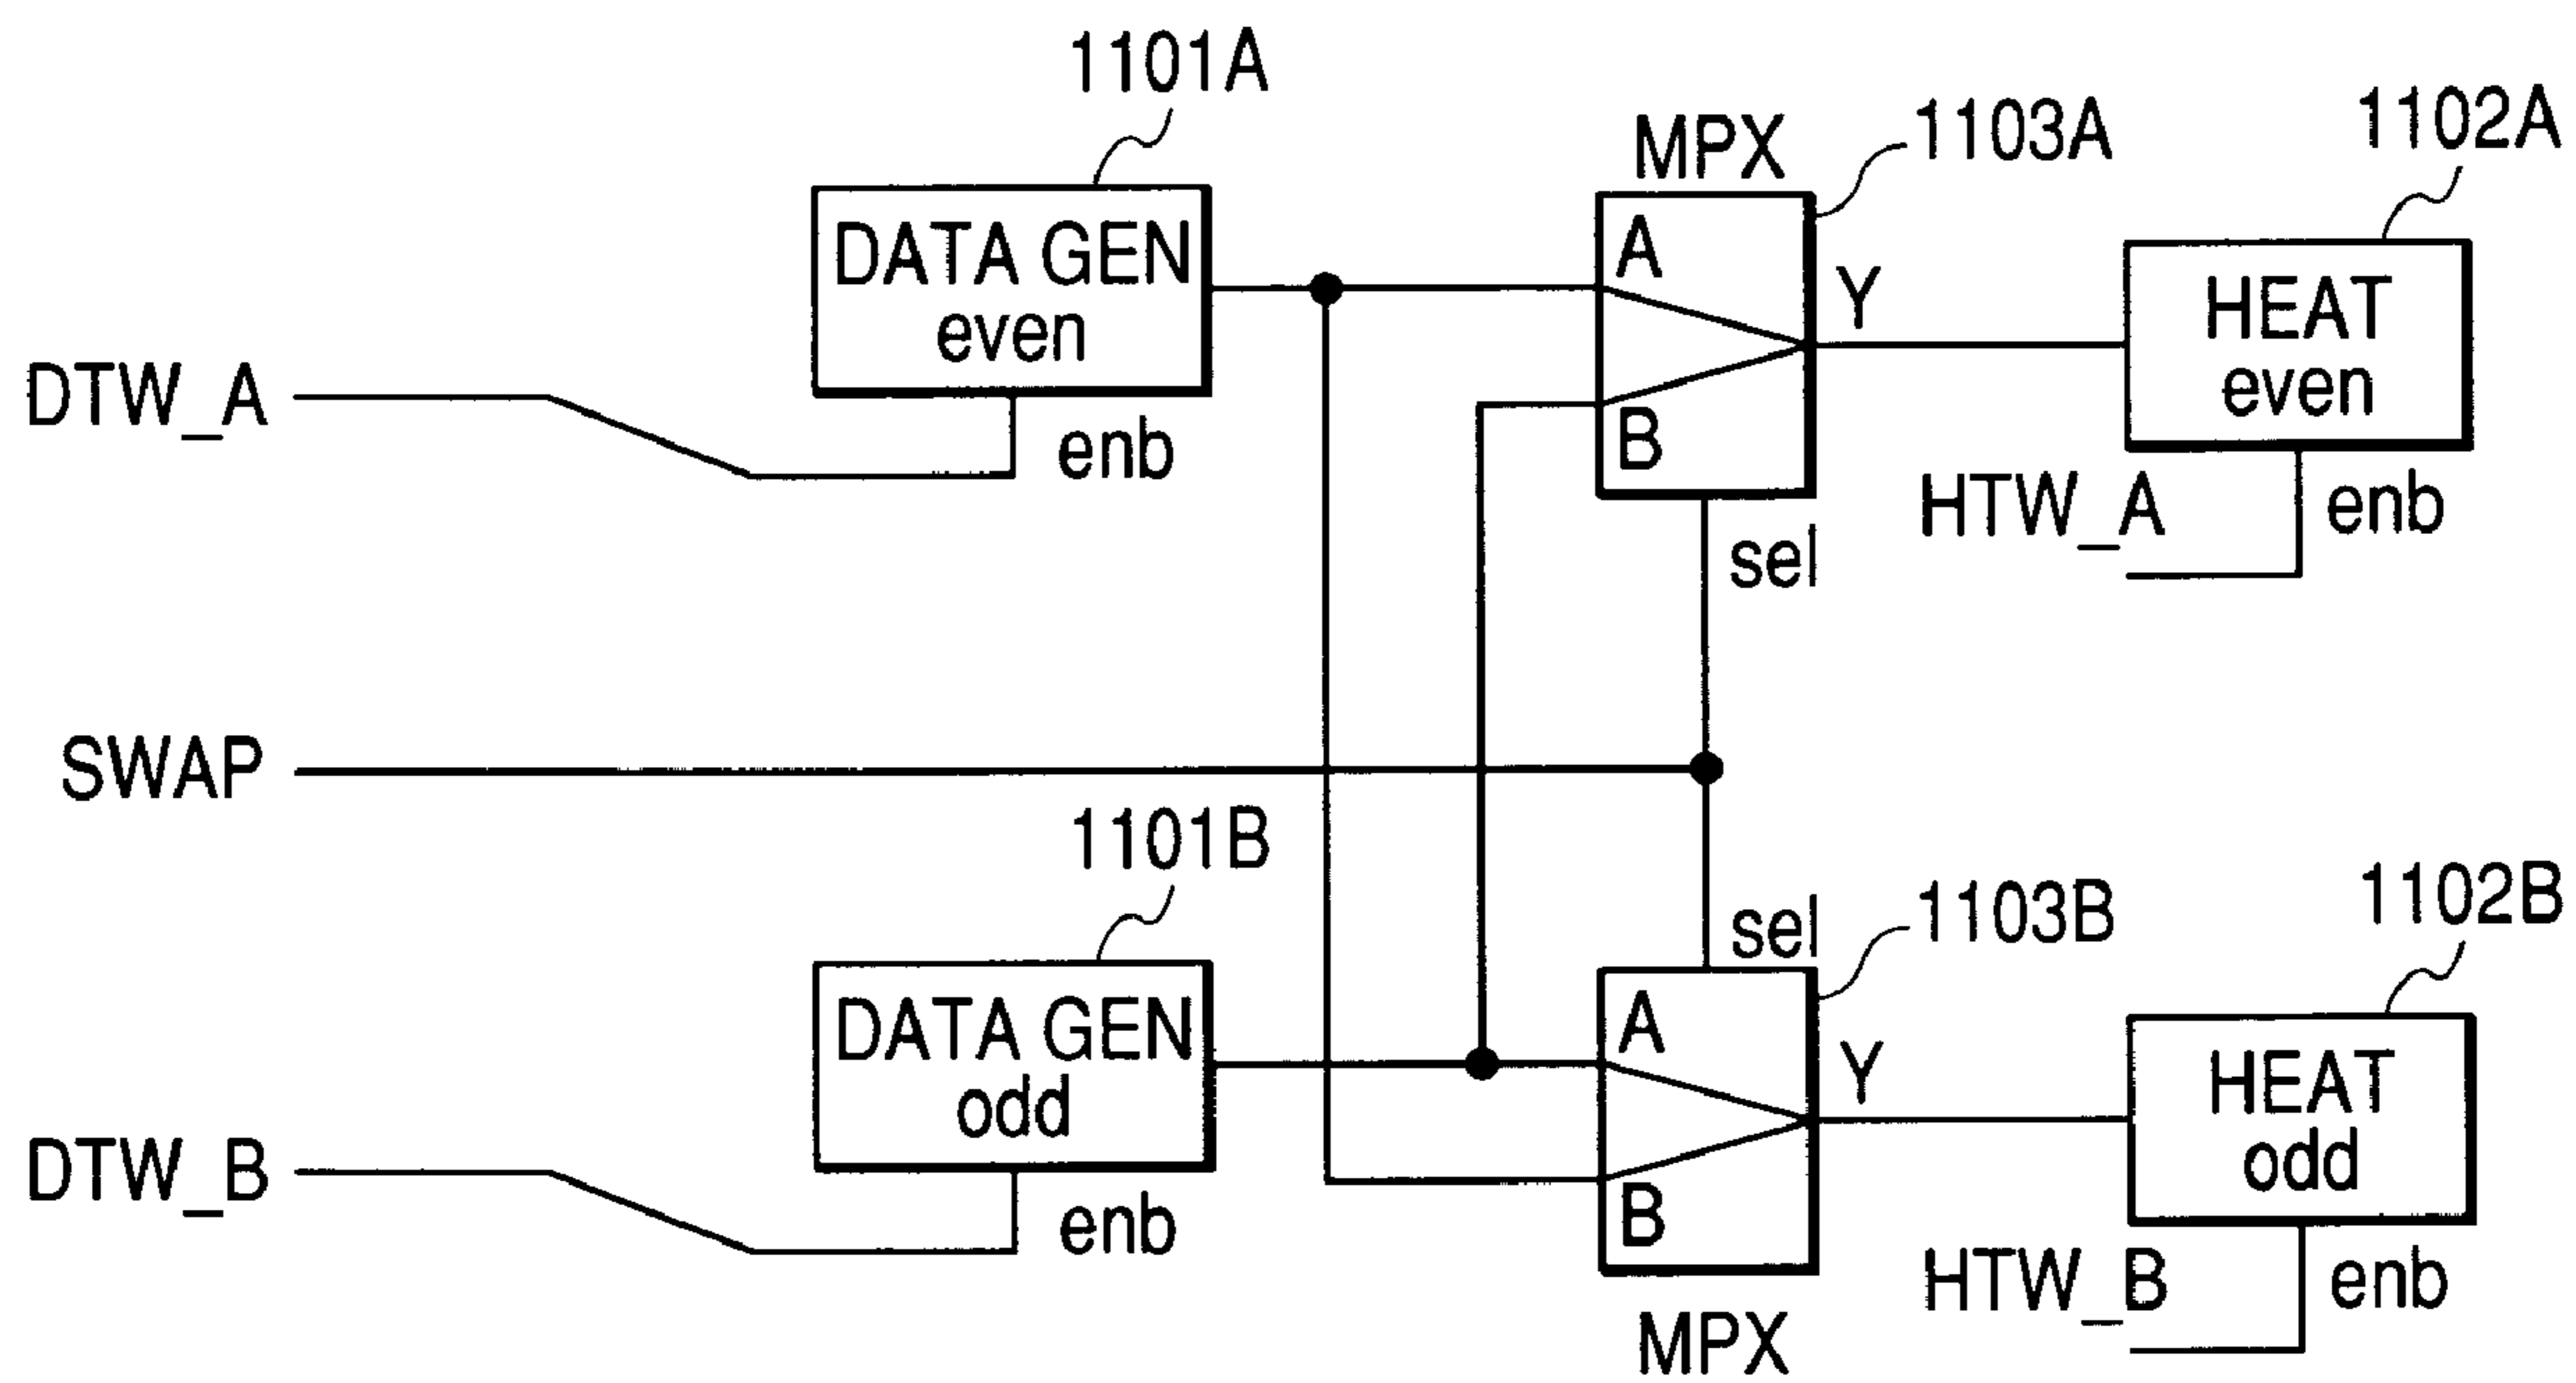 1101A
MPX
1103A
1102A
DATA GEN
even
A
Y
HEAT
even
DTW_A
enb
B
HTW_A
enb
sel
SWAP
1101B
sel
1103B
1102B
DATA GEN
odd
A
Y
HEAT
odd
DTW_B
enb
B
HTW_B
enb
MPX